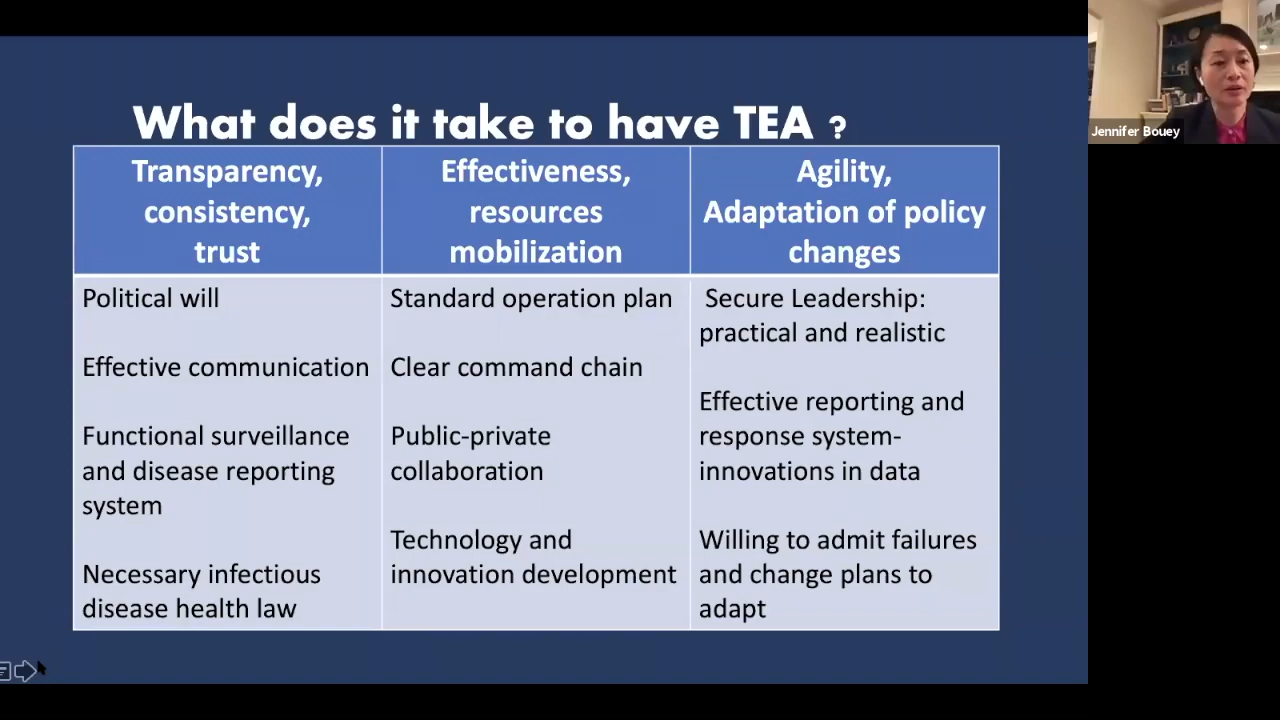 What does it take to have TEA ?
Transparency,
consistency,
trust
Effectiveness,
resources
mobilization
Agility,
Adaptation of policy
changes
Political will
Effective communication
Functional surveillance
and disease reporting
system
Necessary infectious
disease health law
Standard operation plan
Clear command chain
Public-private
collaboration
Technology and
innovation development
Secure Leadership:
practical and realistic
Effective reporting and
response system-
innovations in data
Willing to admit failures
and change plans to
adapt
Jennifer Bouey